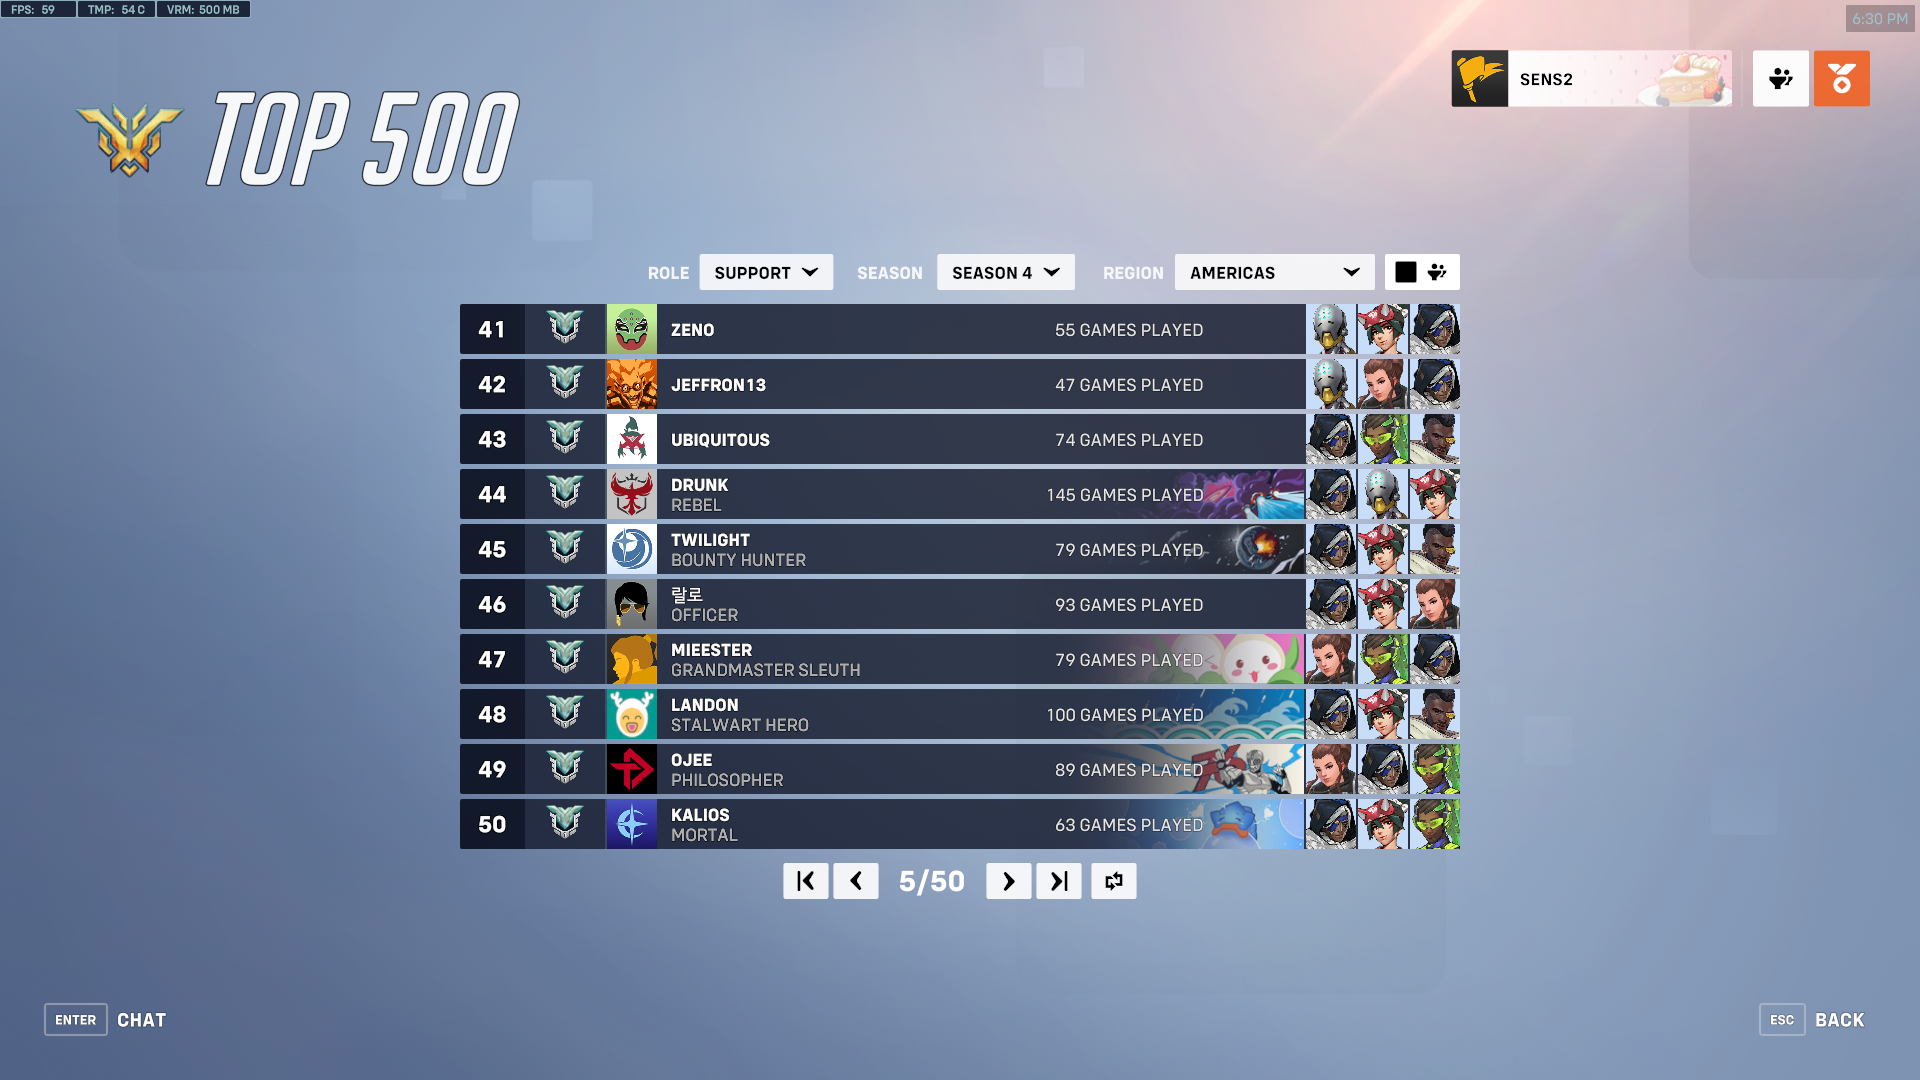 FPS: 59 TMP: 54 C VRM: 500 MB
6:30 PM
TOP 500
SENS2
ROLE SUPPORT SEASON SEASON 4 REGION AMERICAS
41 ZENO 55 GAMES PLAYED
42 JEFFRON13 47 GAMES PLAYED
43 UBIQUITOUS 74 GAMES PLAYED
44 DRUNK REBEL 145 GAMES PLAYED
45 TWILIGHT BOUNTY HUNTER 79 GAMES PLAYED
46 랄로 OFFICER 93 GAMES PLAYED
47 MIEESTER GRANDMASTER SLEUTH 79 GAMES PLAYED
48 LANDON STALWART HERO 100 GAMES PLAYED
49 OJEE PHILOSOPHER 89 GAMES PLAYED
50 KALIOS MORTAL 63 GAMES PLAYED
5/50
ENTER CHAT
ESC BACK